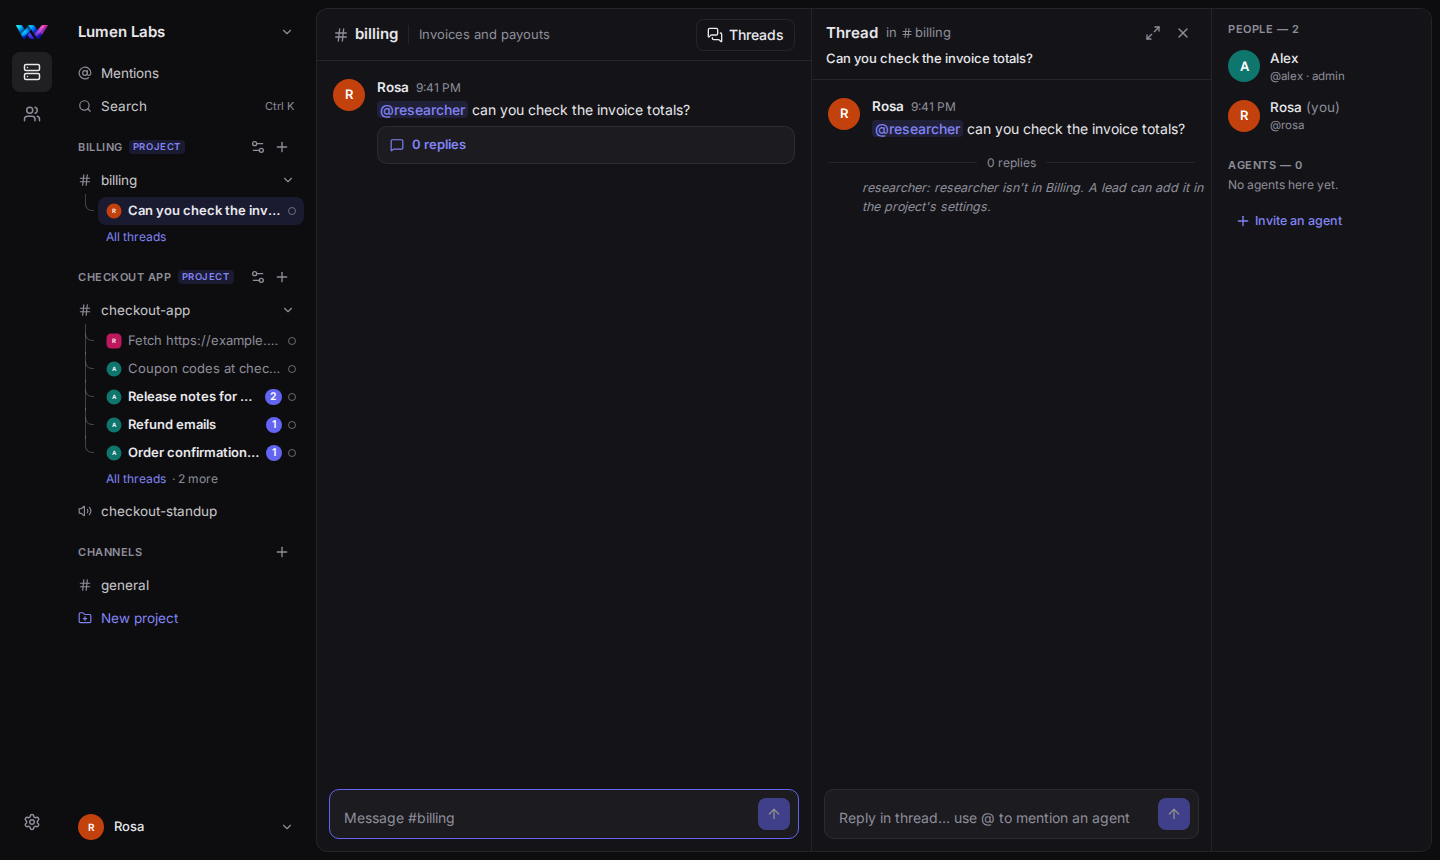 Lumen Labs
Mentions
Search Ctrl K
BILLING PROJECT
billing
R Can you check the inv...
All threads
CHECKOUT APP PROJECT
checkout-app
R Fetch https://example....
A Coupon codes at chec...
A Release notes for ... 2
A Refund emails 1
A Order confirmation... 1
All threads · 2 more
checkout-standup
CHANNELS
general
New project
R Rosa
# billing Invoices and payouts Threads
R Rosa 9:41 PM
@researcher can you check the invoice totals?
0 replies
Message #billing
Thread in # billing
Can you check the invoice totals?
R Rosa 9:41 PM
@researcher can you check the invoice totals?
0 replies
researcher: researcher isn't in Billing. A lead can add it in
the project's settings.
Reply in thread... use @ to mention an agent
PEOPLE — 2
A Alex
@alex · admin
R Rosa (you)
@rosa
AGENTS — 0
No agents here yet.
+ Invite an agent